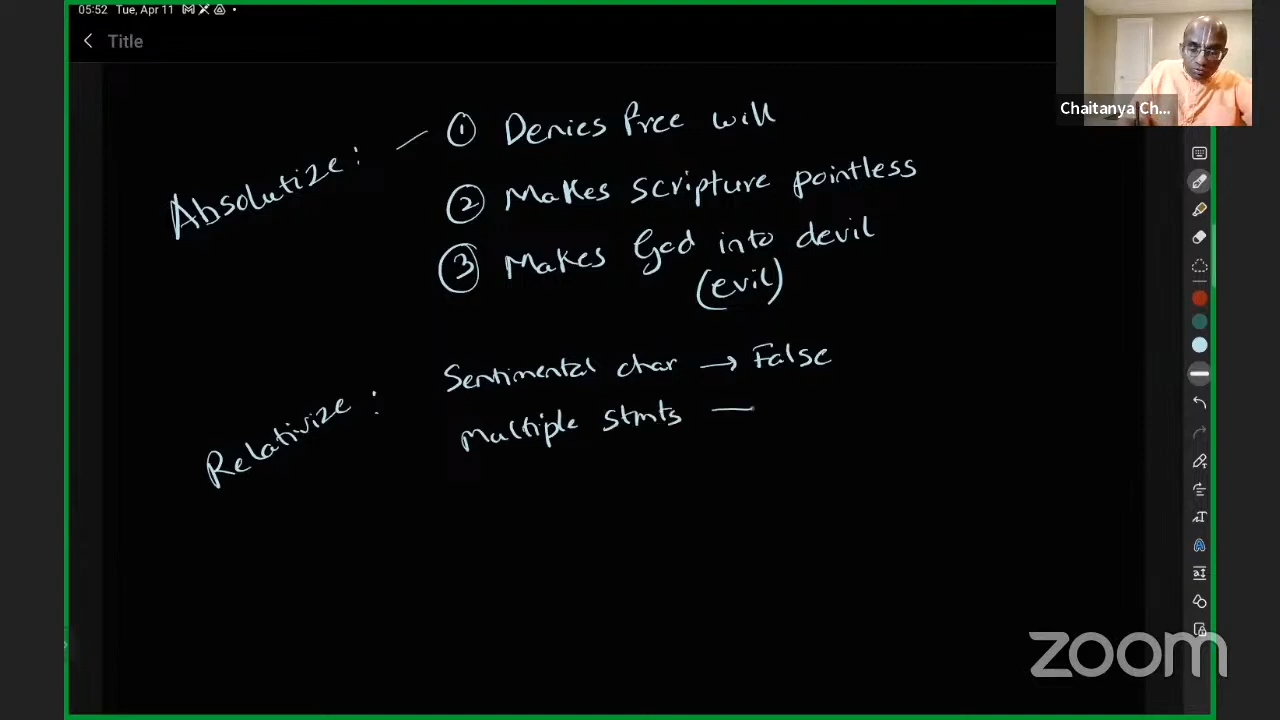 05:52 Tue, Apr 11
Title
Chaitanya Ch...
Absolutize: — ① Denies free will
② Makes scripture pointless
③ Makes God into devil
(evil)
Relativize: Sentimental char → False
Multiple stmts —
zoom